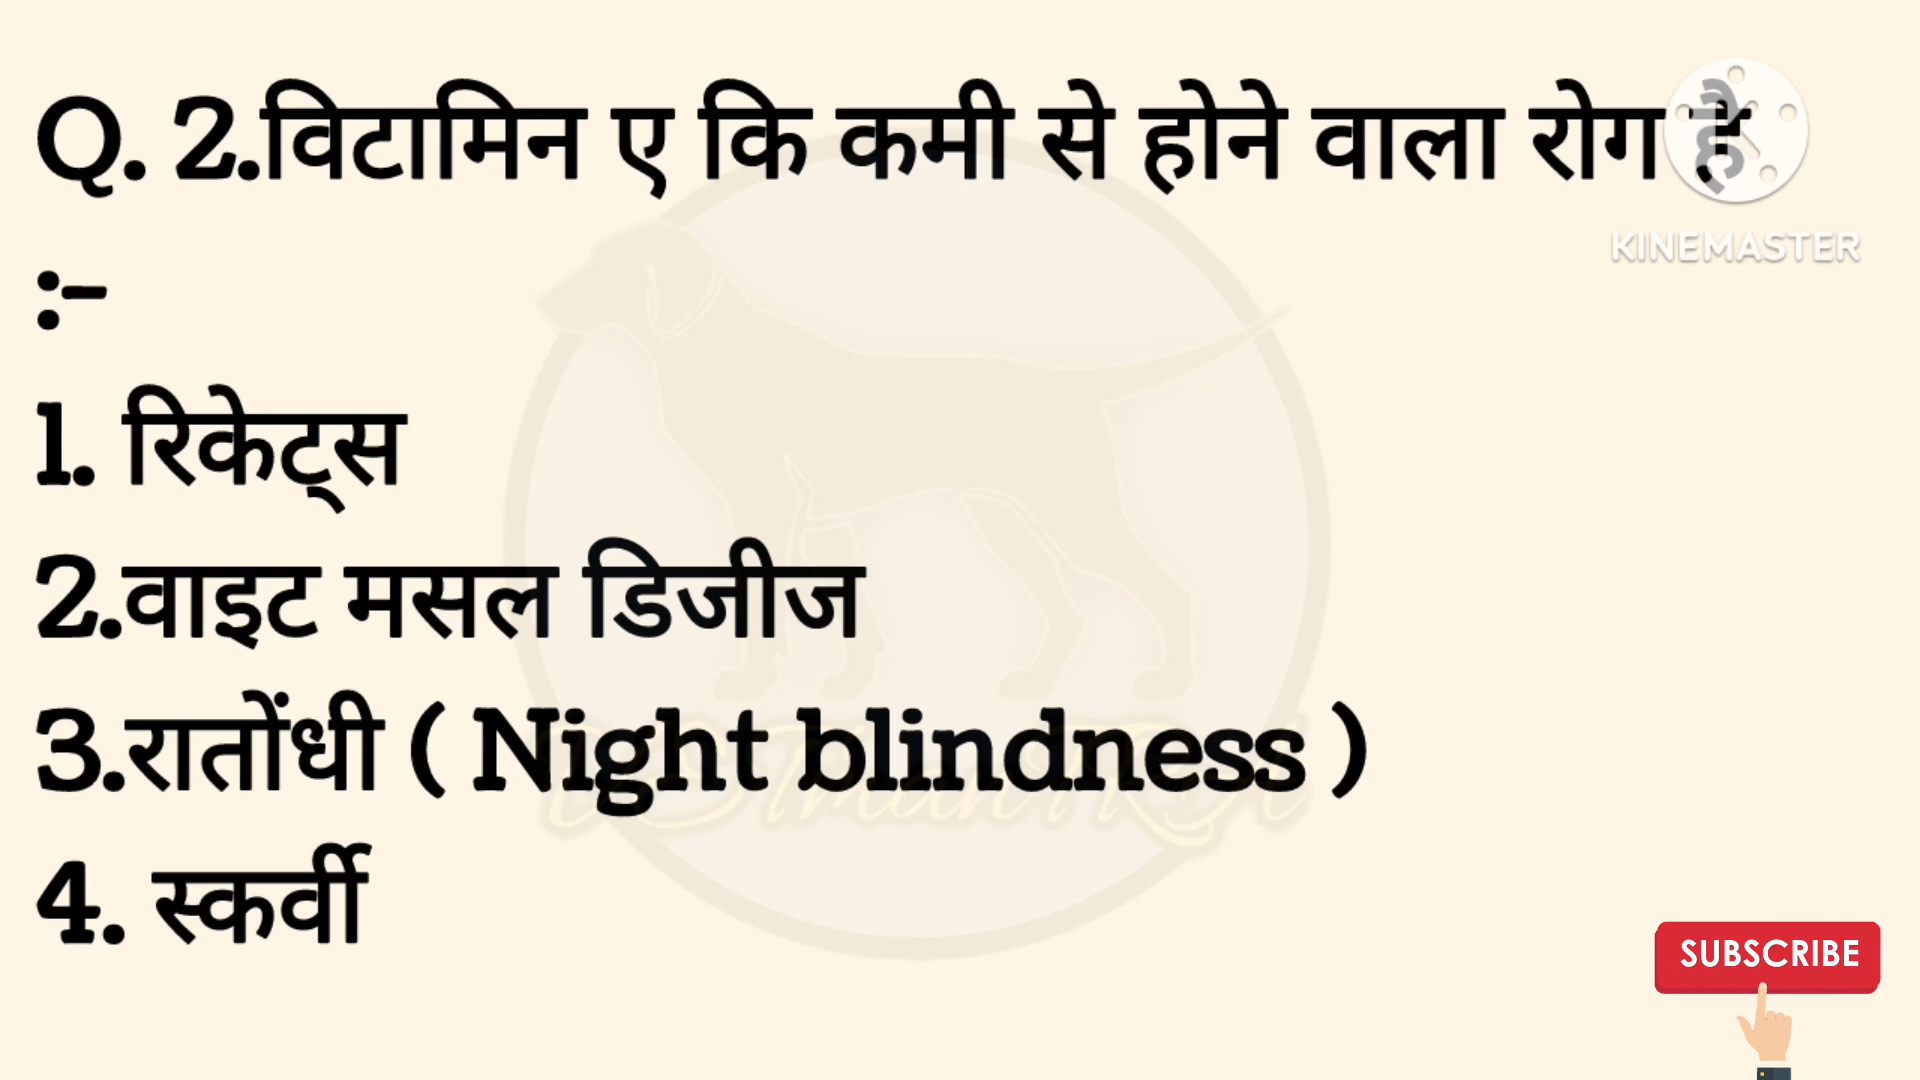 Q. 2.विटामिन ए कि कमी से होने वाला रोग है
:-
1. रिकेट्स
2.वाइट मसल डिजीज
3.रातोंधी ( Night blindness )
4. स्कर्वी
KINEMASTER
SUBSCRIBE